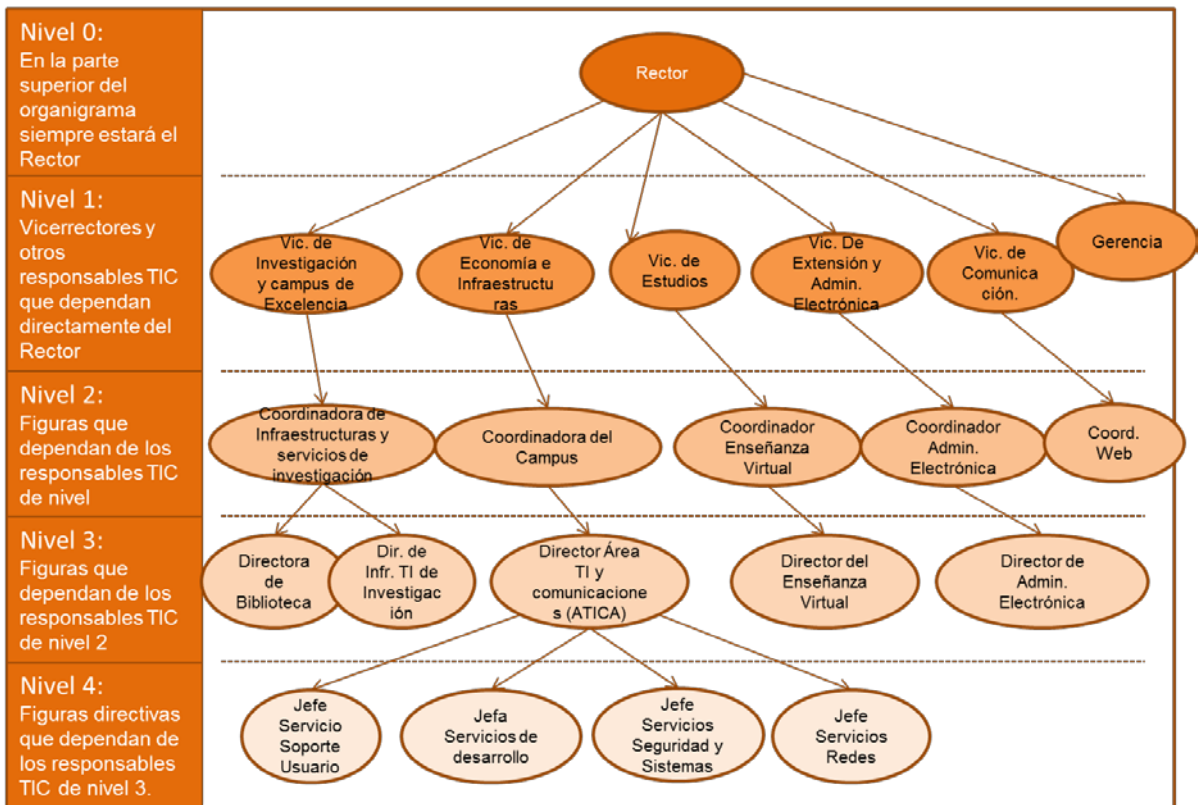 Nivel 0:
En la parte
superior del
organigrama
siempre estará el
Rector
Rector
Nivel 1:
Vicerrectores y
otros
responsables TIC
que dependan
directamente del
Rector
Vic. de
Investigación
y campus de
Excelencia
Vic. de
Economía e
Infraestructu
ras
Vic. de
Estudios
Vic. De
Extensión y
Admin.
Electrónica
Vic. de
Comunica
ción.
Gerencia
Nivel 2:
Figuras que
dependan de los
responsables TIC
de nivel
Coordinadora de
Infraestructuras y
servicios de
investigación
Coordinadora del
Campus
Coordinador
Enseñanza
Virtual
Coordinador
Admin.
Electrónica
Coord.
Web
Nivel 3:
Figuras que
dependan de los
responsables TIC
de nivel 2
Directora
de
Biblioteca
Dir. de
Infr. TI de
Investigac
ión
Director Área
TI y
comunicacione
s (ATICA)
Director del
Enseñanza
Virtual
Director de
Admin.
Electrónica
Nivel 4:
Figuras directivas
que dependan de
los responsables
TIC de nivel 3.
Jefe
Servicio
Soporte
Usuario
Jefa
Servicios de
desarrollo
Jefe
Servicios
Seguridad y
Sistemas
Jefe
Servicios
Redes